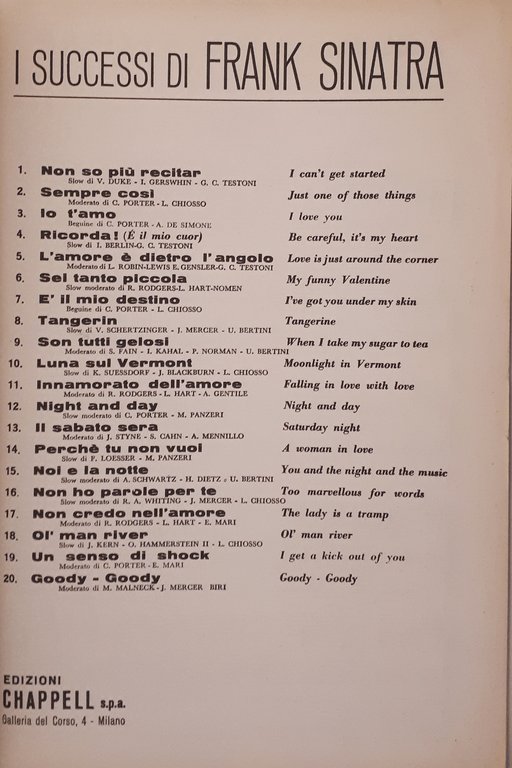 I SUCCESSI DI FRANK SINATRA
1. Non so più recitar I can't get started
Slow di V. DUKE - I. GERSWHIN - G. C. TESTONI
2. Sempre così Just one of those things
Moderato di C. PORTER - L. CHIOSSO
3. Io t'amo I love you
Beguine di C. PORTER - A. DE SIMONE
4. Ricorda! (È il mio cuor) Be careful, it's my heart
Slow di I. BERLIN-G. C. TESTONI
5. L'amore è dietro l'angolo Love is just around the corner
Moderato di L. ROBIN-LEWIS E. GENSLER-G. C. TESTONI
6. Sei tanto piccola My funny Valentine
Slow moderato di R. RODGERS-L. HART-NOMEN
7. E' il mio destino I've got you under my skin
Beguine di C. PORTER - L. CHIOSSO
8. Tangerin Tangerine
Slow di V. SCHERTZINGER - J. MERCER - U. BERTINI
9. Son tutti gelosi When I take my sugar to tea
Moderato di S. FAIN - I. KAHAL - P. NORMAN - U. BERTINI
10. Luna sul Vermont Moonlight in Vermont
Slow di K. SUESSDORF - J. BLACKBURN - L. CHIOSSO
11. Innamorato dell'amore Falling in love with love
Moderato di R. RODGERS - L. HART - A. GENTILE
12. Night and day Night and day
Slow moderato di C. PORTER - M. PANZERI
13. Il sabato sera Saturday night
Moderato di J. STYNE - S. CAHN - A. MENNILLO
14. Perchè tu non vuoi A woman in love
Slow di F. LOESSER - M. PANZERI
15. Noi e la notte You and the night and the music
Slow moderato di A. SCHWARTZ - H. DIETZ e U. BERTINI
16. Non ho parole per te Too marvellous for words
Slow moderato di R. A. WHITING - J. MERCER - L. CHIOSSO
17. Non credo nell'amore The lady is a tramp
Moderato di R. RODGERS - L. HART - E. MARI
18. Ol' man river Ol' man river
Slow di J. KERN - O. HAMMERSTEIN II - L. CHIOSSO
19. Un senso di shock I get a kick out of you
Moderato di C. PORTER - E. MARI
20. Goody - Goody Goody - Goody
Moderato di M. MALNECK - J. MERCER BIRI
EDIZIONI
CHAPPELL s.p.a.
Galleria del Corso, 4 - Milano